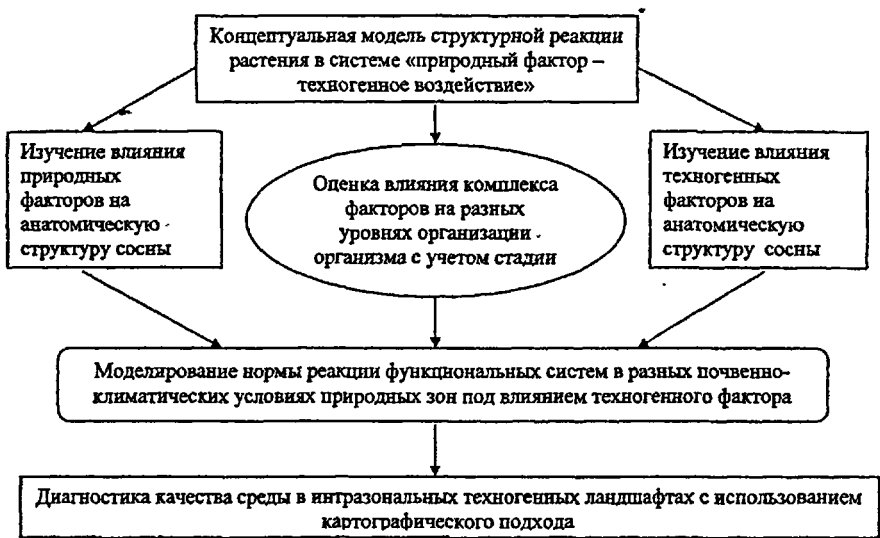 Концептуальная модель структурной реакции
растения в системе «природный фактор –
техногенное воздействие»
Изучение влияния
природных
факторов на
анатомическую
структуру сосны
Оценка влияния комплекса
факторов на разных
уровнях организации
организма с учетом стадии
Изучение влияния
техногенных
факторов на
анатомическую
структуру сосны
Моделирование нормы реакции функциональных систем в разных почвенно-
климатических условиях природных зон под влиянием техногенного фактора
Диагностика качества среды в интразональных техногенных ландшафтах с использованием
картографического подхода